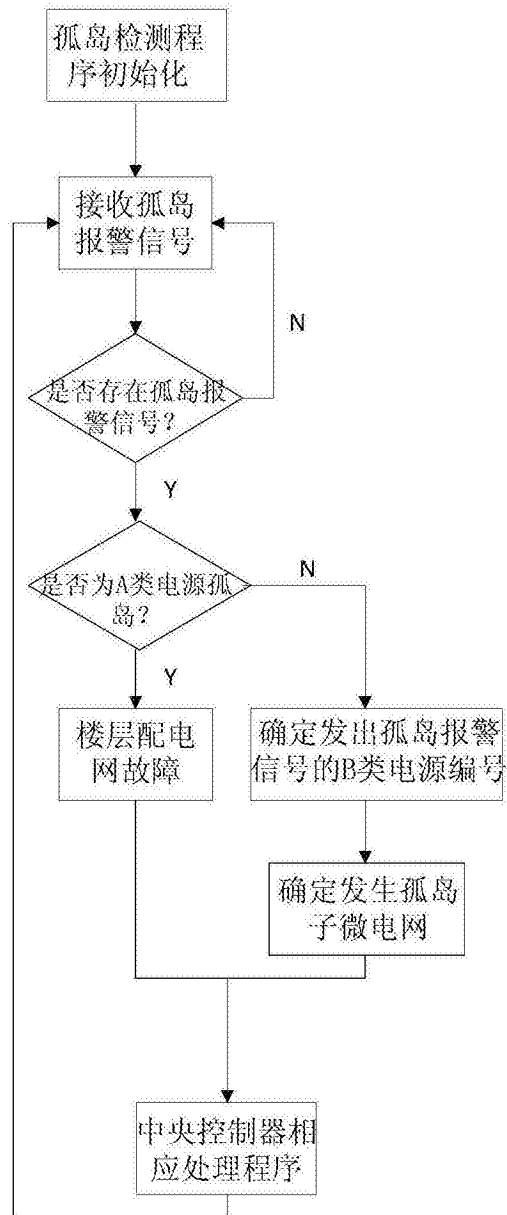 孤岛检测程
序初始化
接收孤岛
报警信号
N
是否存在孤岛报
警信号?
Y
是否为A类电源孤
岛?
N
Y
楼层配电
网故障
确定发出孤岛报警
信号的B类电源编号
确定发生孤岛
子微电网
中央控制器相
应处理程序